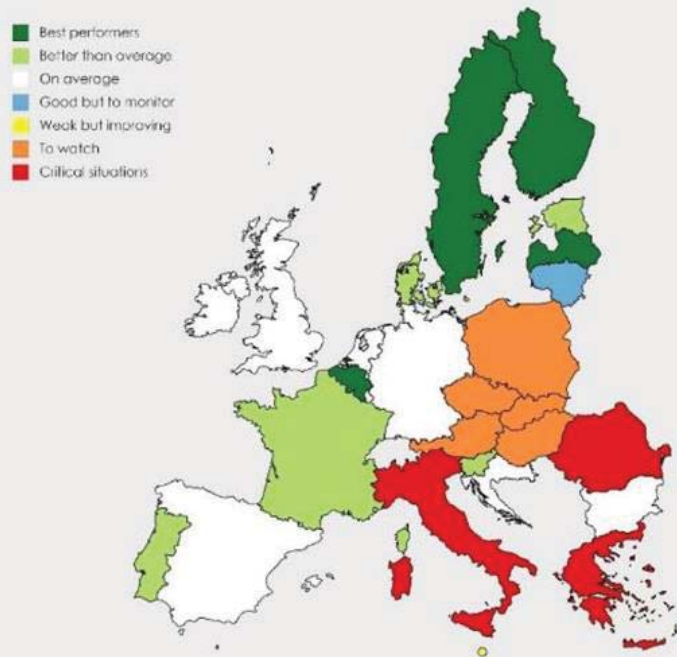 Best performers
Better than average
On average
Good but to monitor
Weak but improving
To watch
Critical situations